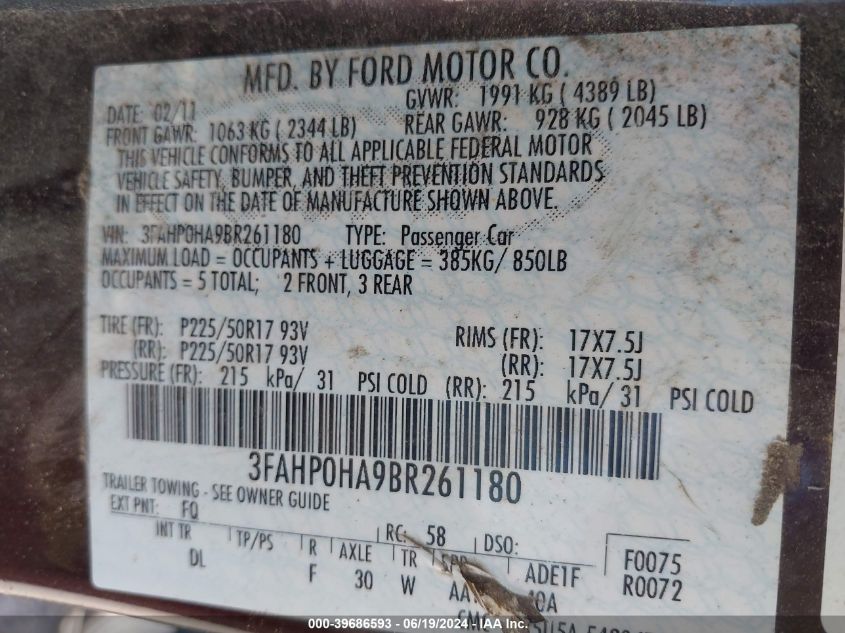 MFD. BY FORD MOTOR CO.
DATE: 02/11 GVWR: 1991 KG ( 4389 LB)
FRONT GAWR: 1063 KG ( 2344 LB) REAR GAWR: 928 KG ( 2045 LB)
THIS VEHICLE CONFORMS TO ALL APPLICABLE FEDERAL MOTOR
VEHICLE SAFETY, BUMPER, AND THEFT PREVENTION STANDARDS
IN EFFECT ON THE DATE OF MANUFACTURE SHOWN ABOVE.
VIN: 3FAHP0HA9BR261180 TYPE: Passenger Car
MAXIMUM LOAD = OCCUPANTS + LUGGAGE = 385KG/ 850LB
OCCUPANTS = 5 TOTAL; 2 FRONT, 3 REAR
TIRE (FR): P225/50R17 93V RIMS (FR): 17X7.5J
(RR): P225/50R17 93V (RR): 17X7.5J
PRESSURE (FR): 215 kPa/ 31 PSI COLD (RR): 215 kPa/ 31 PSI COLD
3FAHP0HA9BR261180
TRAILER TOWING - SEE OWNER GUIDE
EXT PNT: FQ RC: 58 DSO: F0075
INT TR TP/PS R AXLE TR SPR ADE1F R0072
DL F 30 W
000-39686593 - 06/19/2024 - IAA Inc.